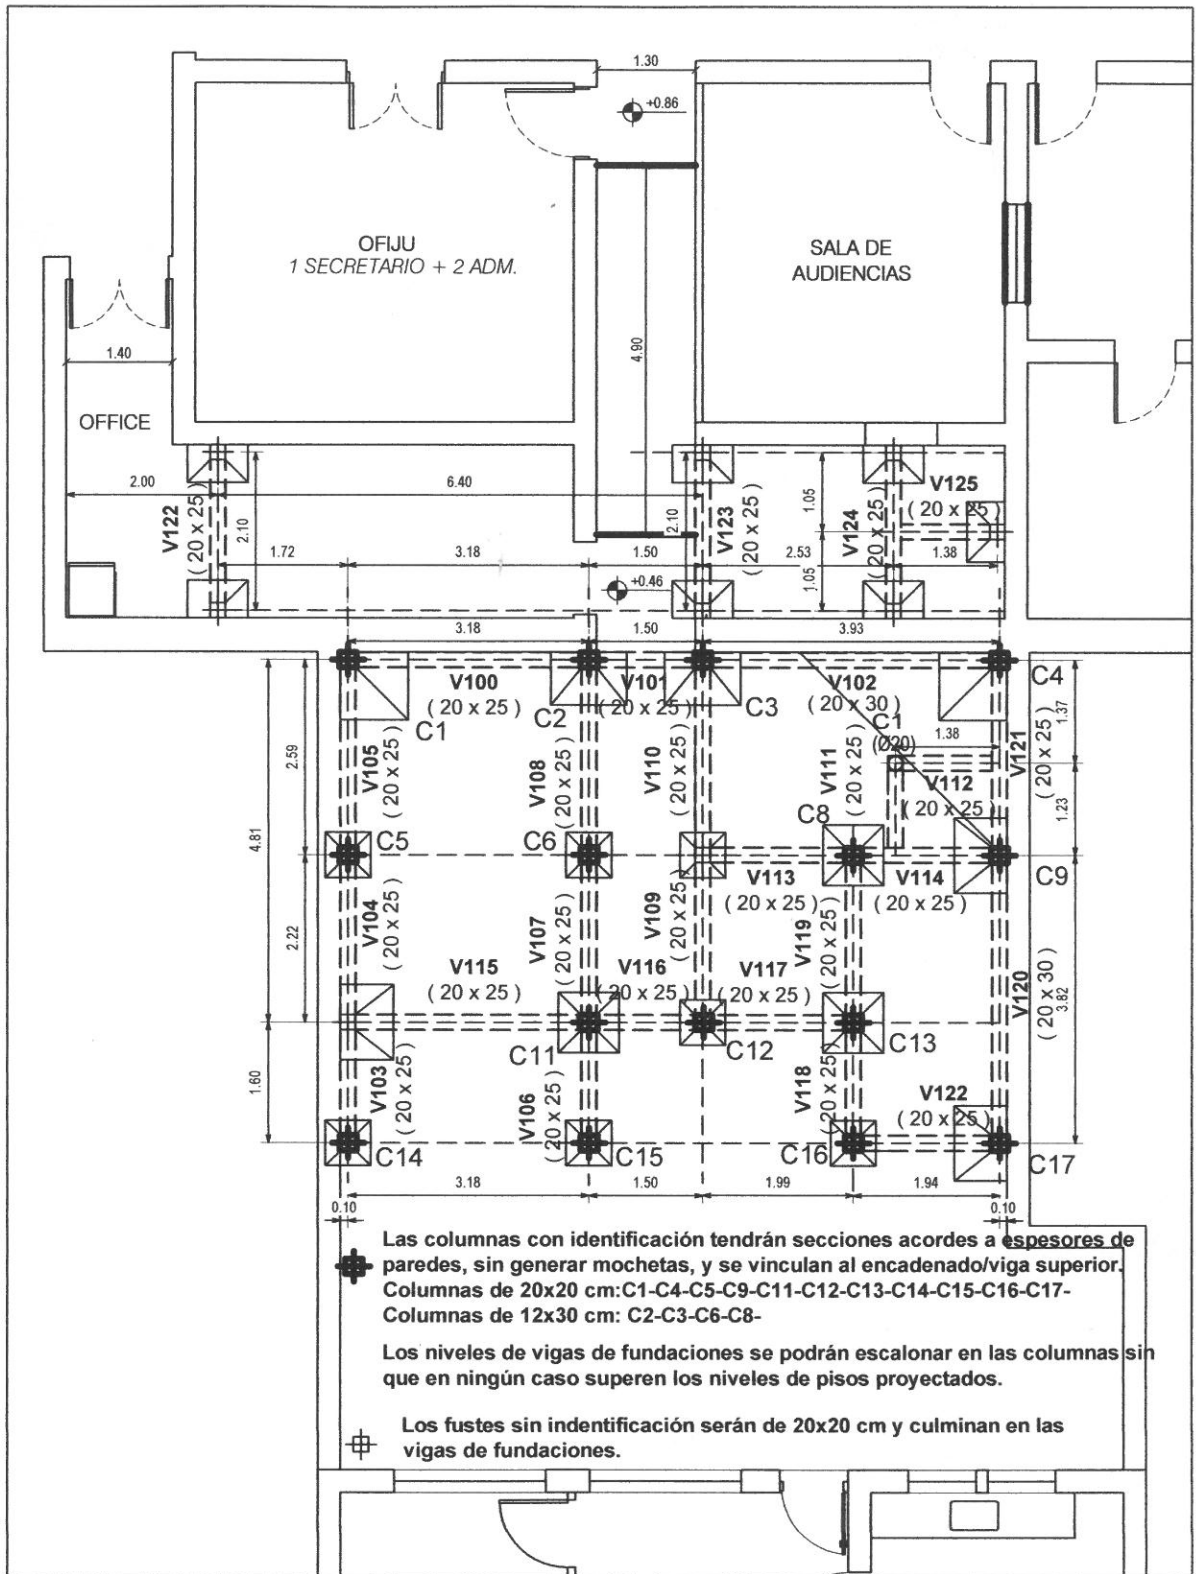 1.30
+0.86
OFIJU
1 SECRETARIO + 2 ADM.
SALA DE
AUDIENCIAS
4.90
1.40
OFFICE
2.00
6.40
V122
( 20 x 25 )
2.10
2.10
V123
( 20 x 25 )
1.05
1.05
V124
( 20 x 25 )
V125
( 20 x 25 )
1.72
3.18
1.50
2.53
1.38
+0.46
3.18
1.50
3.93
V100
( 20 x 25 )
V101
( 20 x 25 )
V102
( 20 x 30 )
C1
C2
C3
C4
C1
(Ø20)
1.38
V105
( 20 x 25 )
V108
( 20 x 25 )
V110
( 20 x 25 )
V111
( 20 x 25 )
V112
( 20 x 25 )
V121
( 20 x 25 )
1.37
1.23
2.59
4.81
2.22
1.60
C5
C6
C8
C9
V113
( 20 x 25 )
V114
( 20 x 25 )
V104
( 20 x 25 )
V107
( 20 x 25 )
V109
( 20 x 25 )
V119
( 20 x 25 )
V120
( 20 x 30 )
3.82
V115
( 20 x 25 )
V116
( 20 x 25 )
V117
( 20 x 25 )
C11
C12
C13
V103
( 20 x 25 )
V106
( 20 x 25 )
V118
( 20 x 25 )
V122
( 20 x 25 )
C14
C15
C16
C17
3.18
1.50
1.99
1.94
0.10
0.10
Las columnas con identificación tendrán secciones acordes a espesores de
paredes, sin generar mochetas, y se vinculan al encadenado/viga superior.
Columnas de 20x20 cm:C1-C4-C5-C9-C11-C12-C13-C14-C15-C16-C17-
Columnas de 12x30 cm: C2-C3-C6-C8-
Los niveles de vigas de fundaciones se podrán escalonar en las columnas sin
que en ningún caso superen los niveles de pisos proyectados.
Los fustes sin indentificación serán de 20x20 cm y culminan en las
vigas de fundaciones.